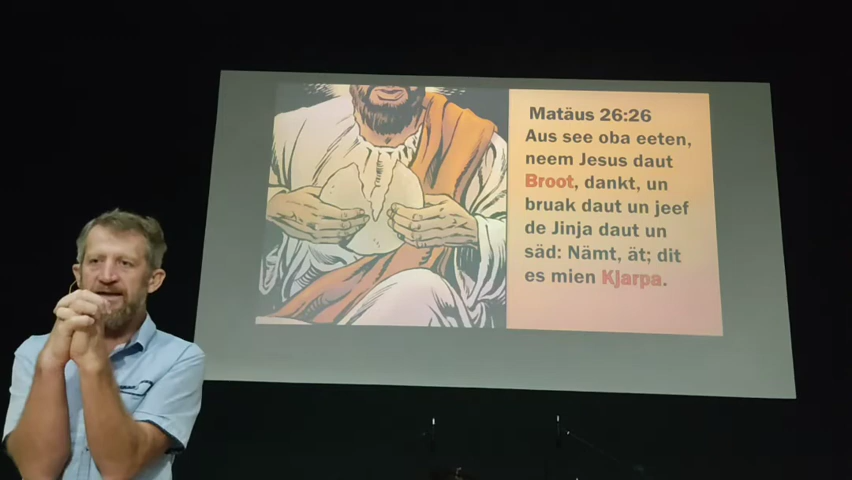 Matäus 26:26
Aus see oba eeten,
neem Jesus daut
Broot, dankt, un
bruak daut un jeef
de Jinja daut un
säd: Nämt, ät; dit
es mien Kjarpa.